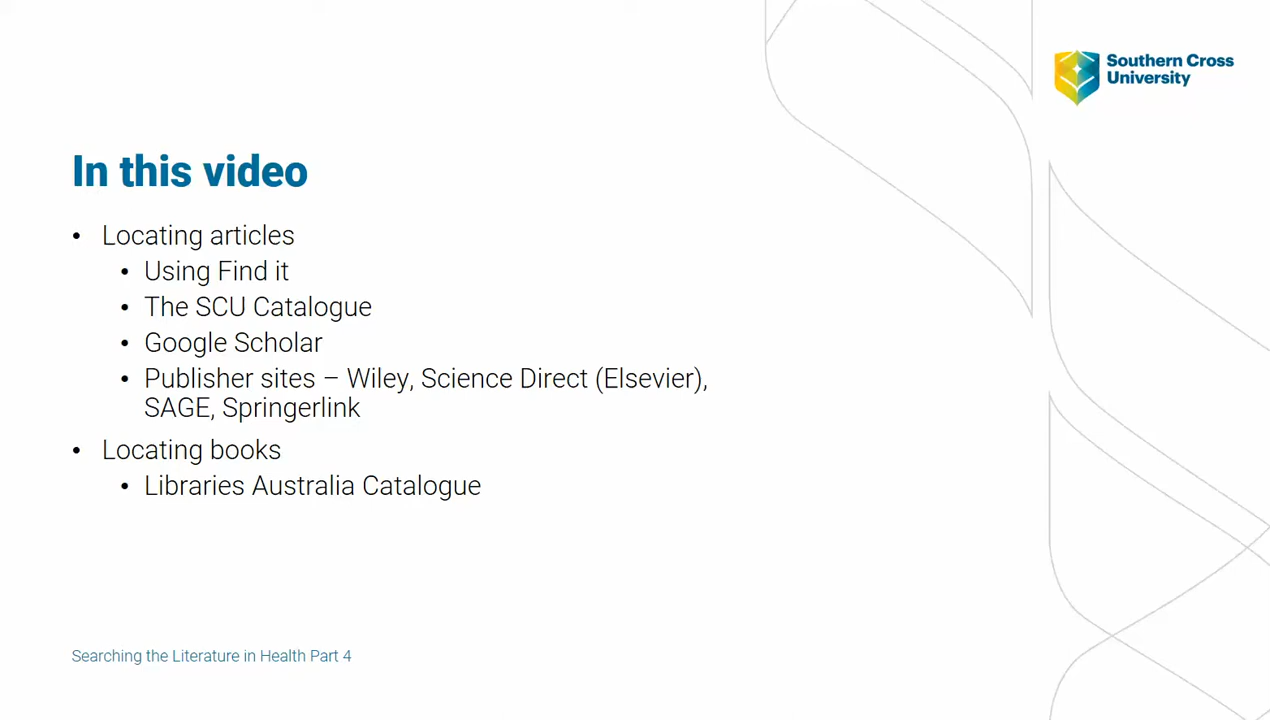 Southern Cross
University
In this video
• Locating articles
• Using Find it
• The SCU Catalogue
• Google Scholar
• Publisher sites – Wiley, Science Direct (Elsevier),
SAGE, Springerlink
• Locating books
• Libraries Australia Catalogue
Searching the Literature in Health Part 4